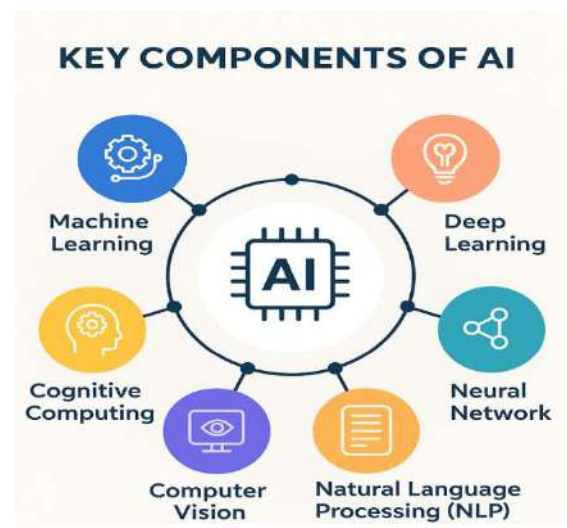 KEY COMPONENTS OF AI
Machine
Learning
Deep
Learning
AI
Cognitive
Computing
Neural
Network
Computer
Vision
Natural Language
Processing (NLP)